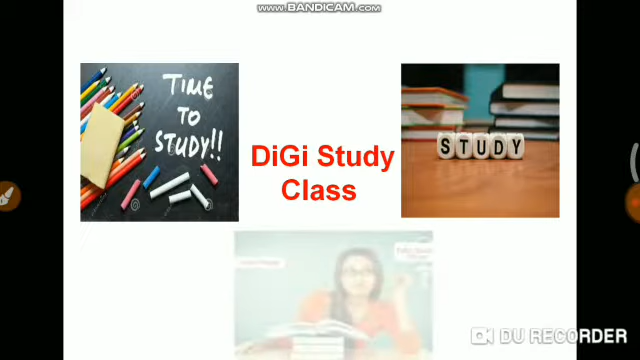 www.BANDICAM.com
TIME
TO
STUDY!!
STUDY
DiGi Study
Class
DU RECORDER